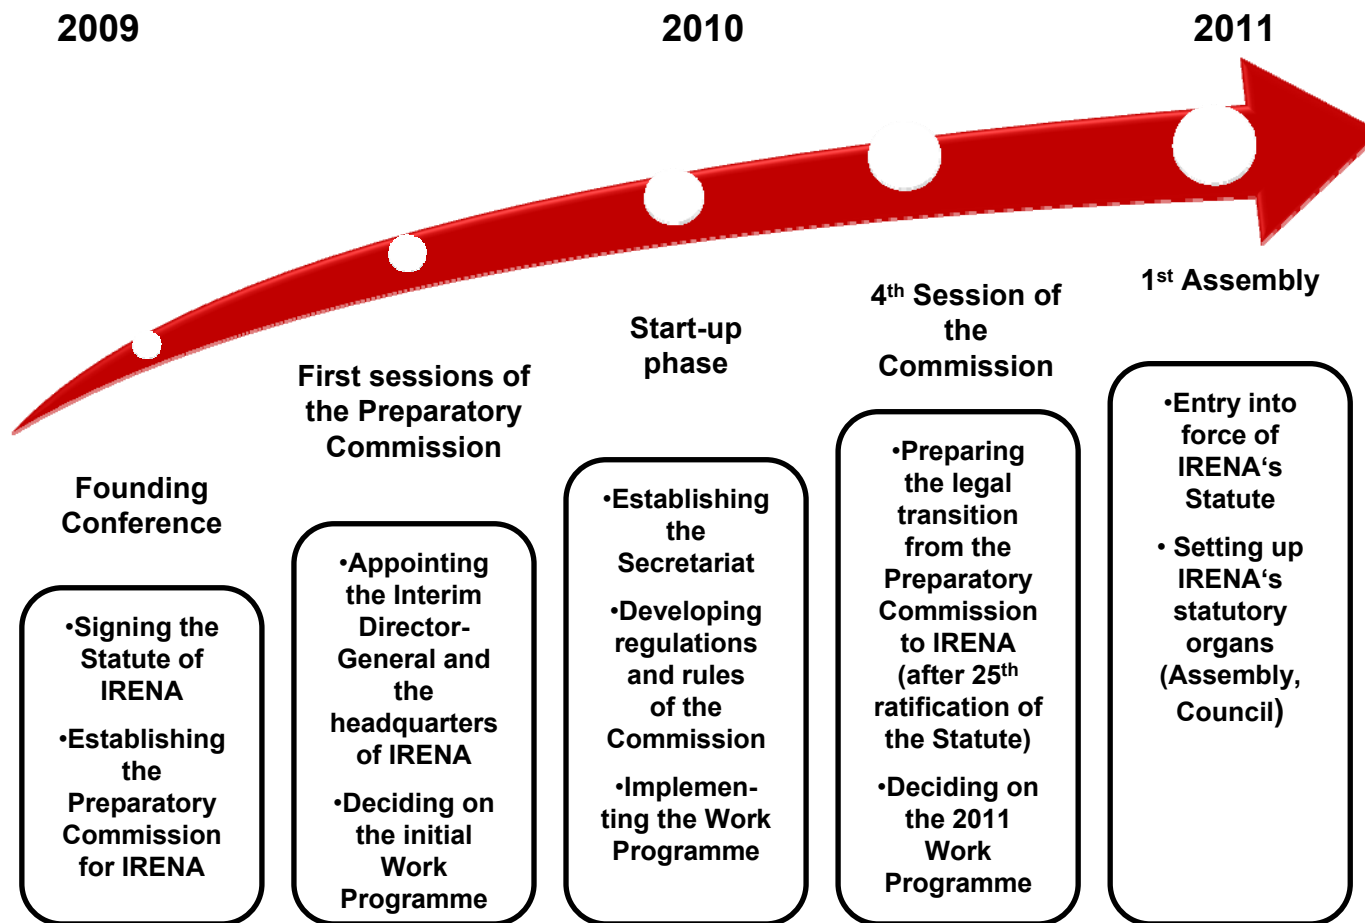 2009
2010
2011
Founding
Conference
•Signing the
Statute of
IRENA
•Establishing
the
Preparatory
Commission
for IRENA
First sessions of
the Preparatory
Commission
•Appointing
the Interim
Director-
General and
the
headquarters
of IRENA
•Deciding on
the initial
Work
Programme
Start-up
phase
•Establishing
the
Secretariat
•Developing
regulations
and rules
of the
Commission
•Implemen-
ting the Work
Programme
4th Session of
the
Commission
•Preparing
the legal
transition
from the
Preparatory
Commission
to IRENA
(after 25th
ratification of
the Statute)
•Deciding on
the 2011
Work
Programme
1st Assembly
•Entry into
force of
IRENA‘s
Statute
• Setting up
IRENA‘s
statutory
organs
(Assembly,
Council)